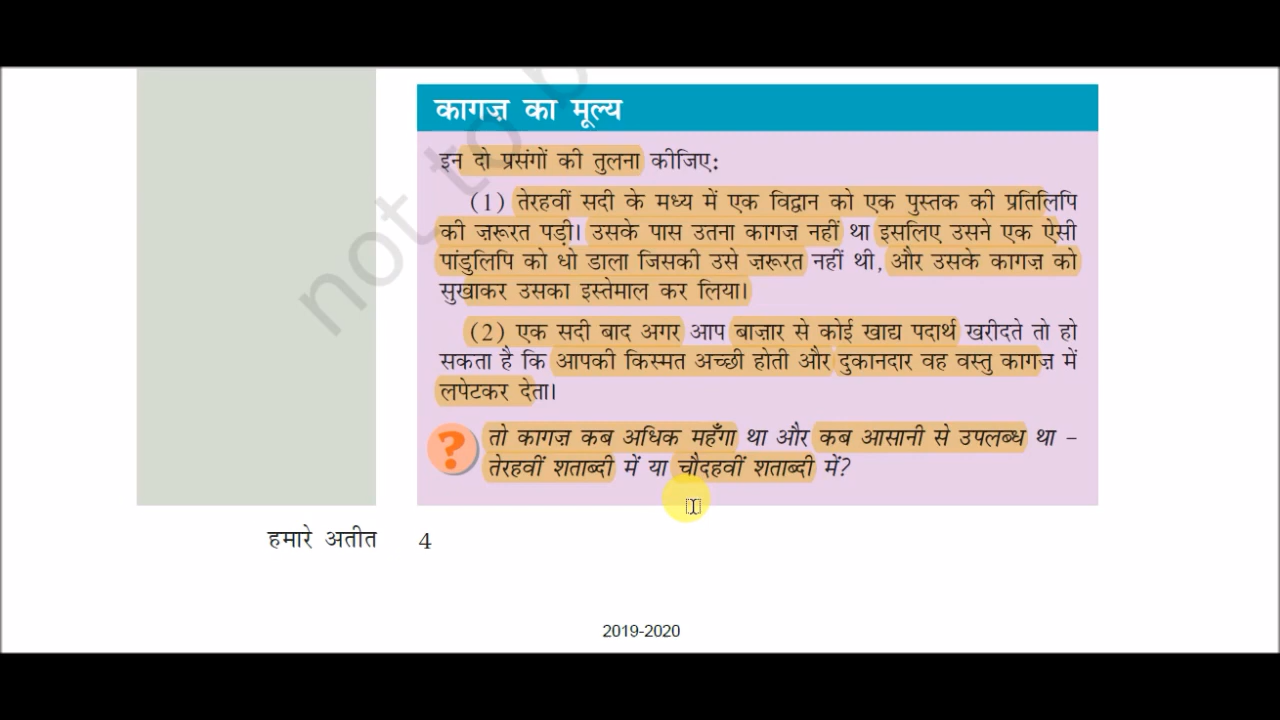 कागज़ का मूल्य
इन दो प्रसंगों की तुलना कीजिए:
(1) तेरहवीं सदी के मध्य में एक विद्वान को एक पुस्तक की प्रतिलिपि
की ज़रूरत पड़ी। उसके पास उतना कागज़ नहीं था इसलिए उसने एक ऐसी
पांडुलिपि को धो डाला जिसकी उसे ज़रूरत नहीं थी, और उसके कागज़ को
सुखाकर उसका इस्तेमाल कर लिया।
(2) एक सदी बाद अगर आप बाज़ार से कोई खाद्य पदार्थ खरीदते तो हो
सकता है कि आपकी किस्मत अच्छी होती और दुकानदार वह वस्तु कागज़ में
लपेटकर देता।
? तो कागज़ कब अधिक महँगा था और कब आसानी से उपलब्ध था –
तेरहवीं शताब्दी में या चौदहवीं शताब्दी में?
हमारे अतीत 4
2019-2020
not to b